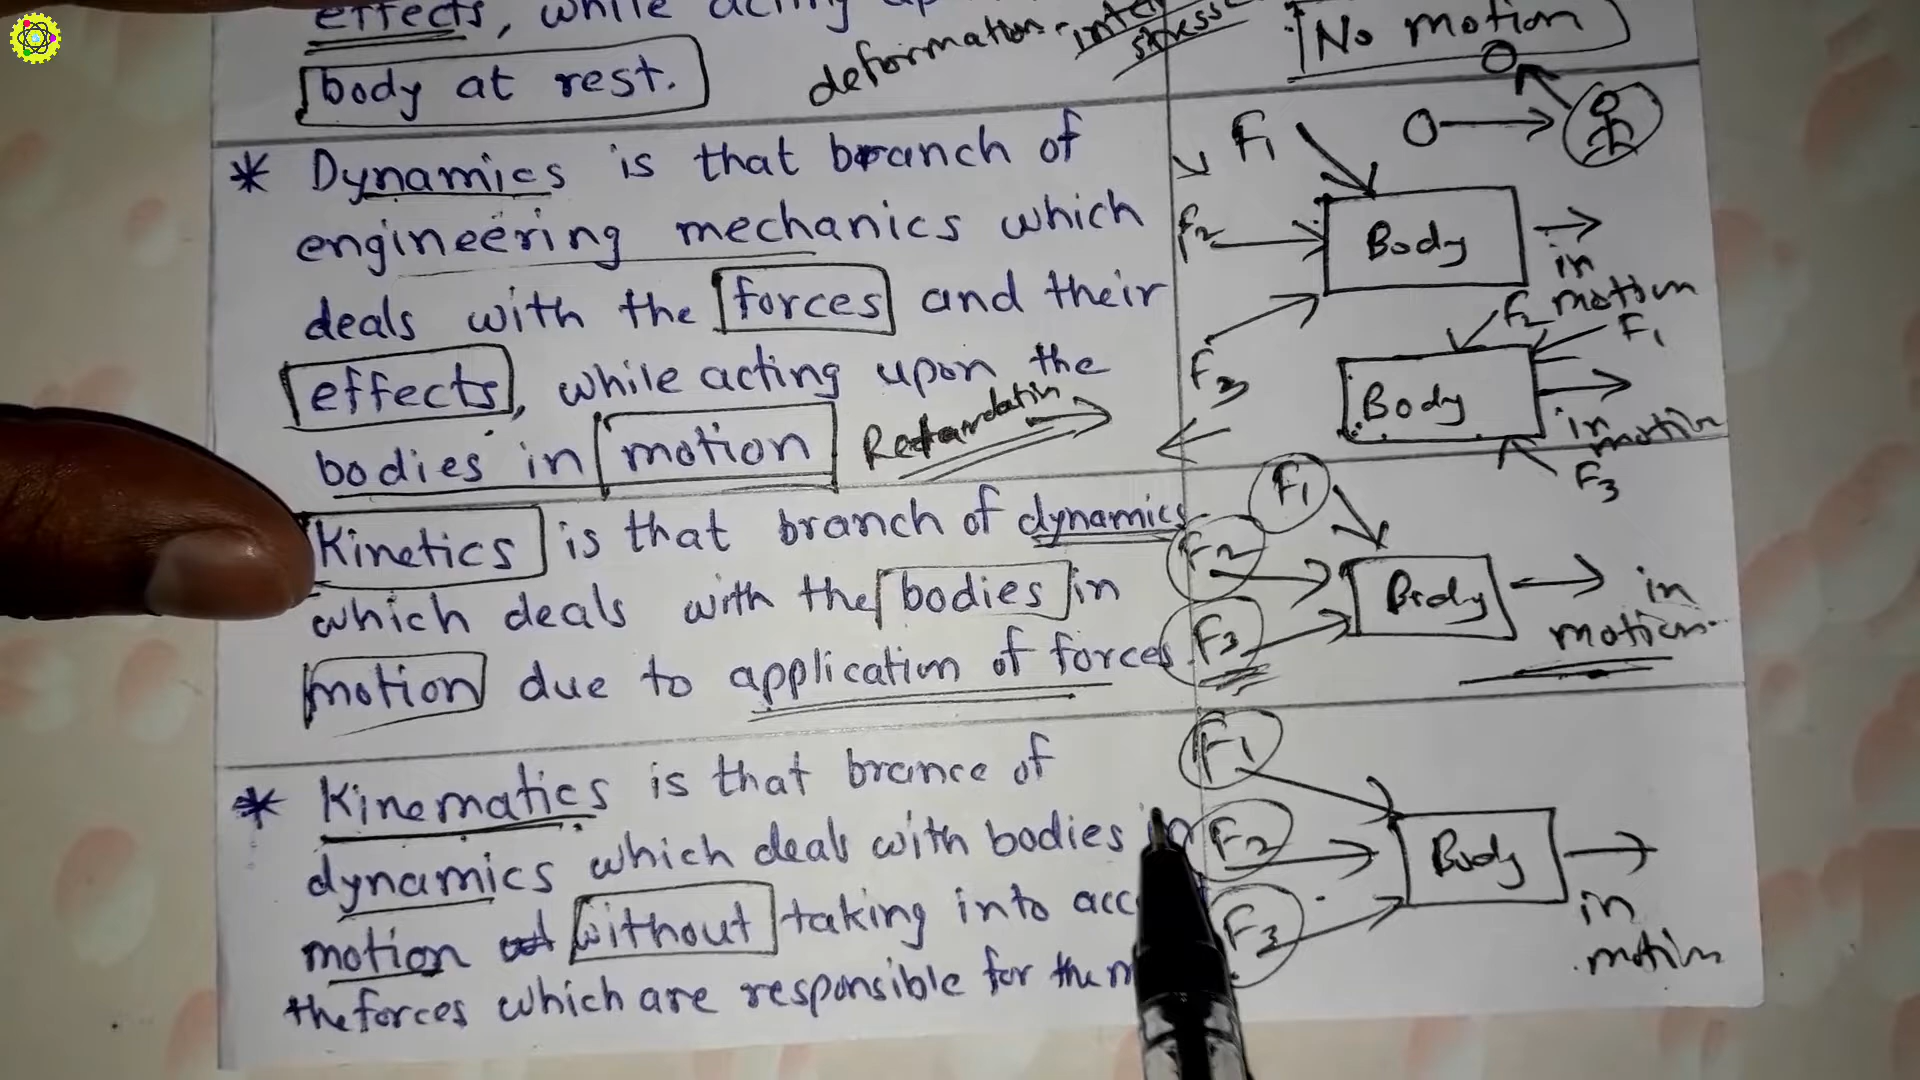 effects, while acting
body at rest.
deformation -
stress
No motion
* Dynamics is that branch of
engineering mechanics which
deals with the forces and their
effects, while acting upon the
bodies in motion
F1
F2
F3
Body
in
motion
F2
F1
Body
in
motion
F3
Kinetics is that branch of dynamics
which deals with the bodies in
motion due to application of forces
F1
F2
F3
Body
in
motion
* Kinematics is that brance of
dynamics which deals with bodies in
motion without taking into
the forces which are responsible for the
F1
F2
F3
Body
in
motion